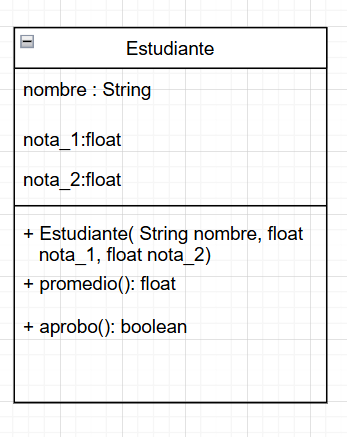 Estudiante
nombre : String
nota_1:float
nota_2:float
+ Estudiante( String nombre, float
nota_1, float nota_2)
+ promedio(): float
+ aprobo(): boolean